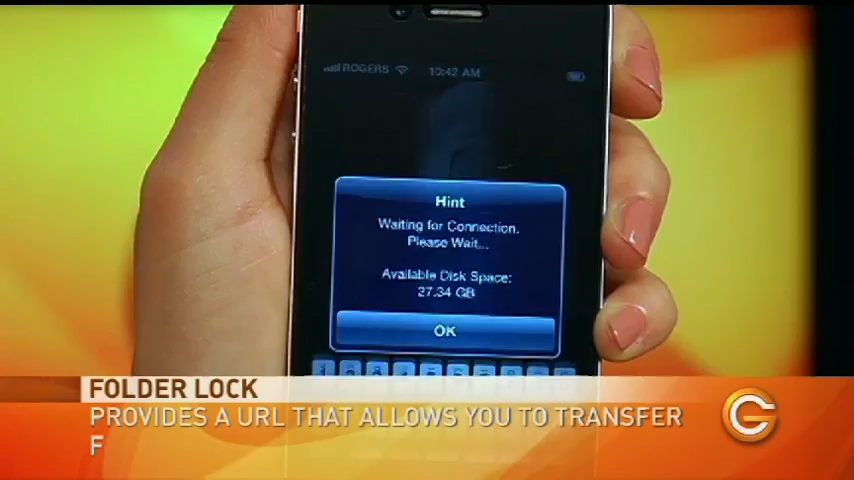 ROGERS 10:42 AM
Hint
Waiting for Connection.
Please Wait...
Available Disk Space:
27.34 GB
OK
FOLDER LOCK
PROVIDES A URL THAT ALLOWS YOU TO TRANSFER
F
G